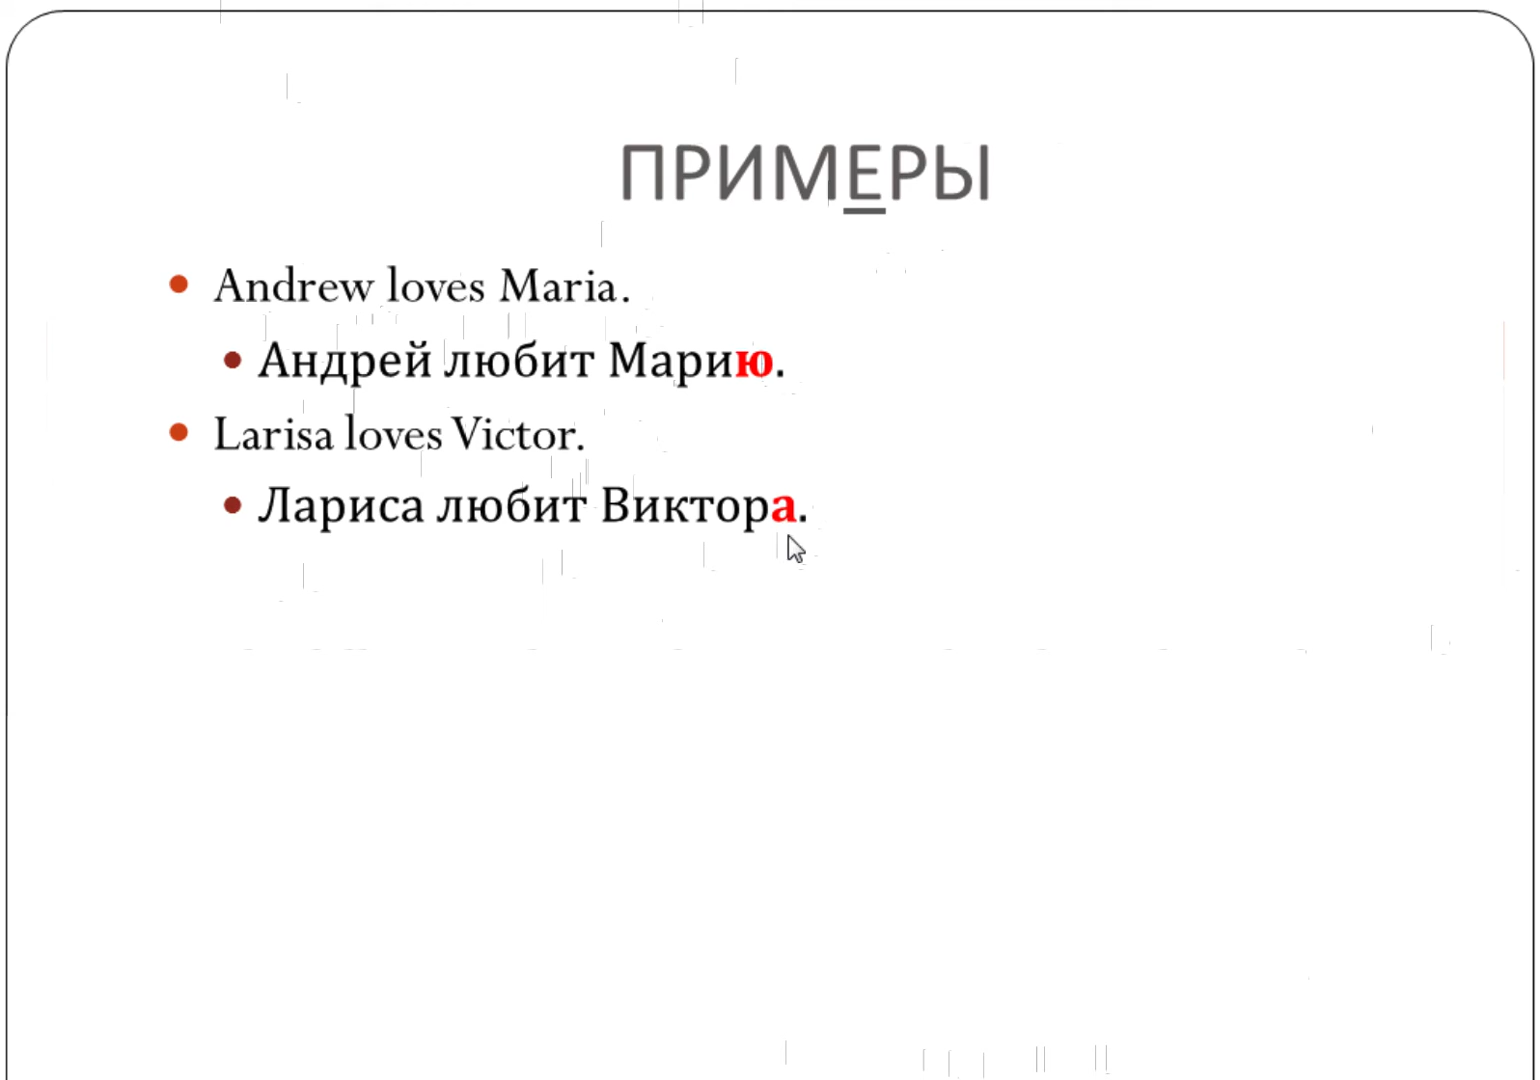 ПРИМЕРЫ
Andrew loves Maria.
Андрей любит Марию.
Larisa loves Victor.
Лариса любит Виктора.